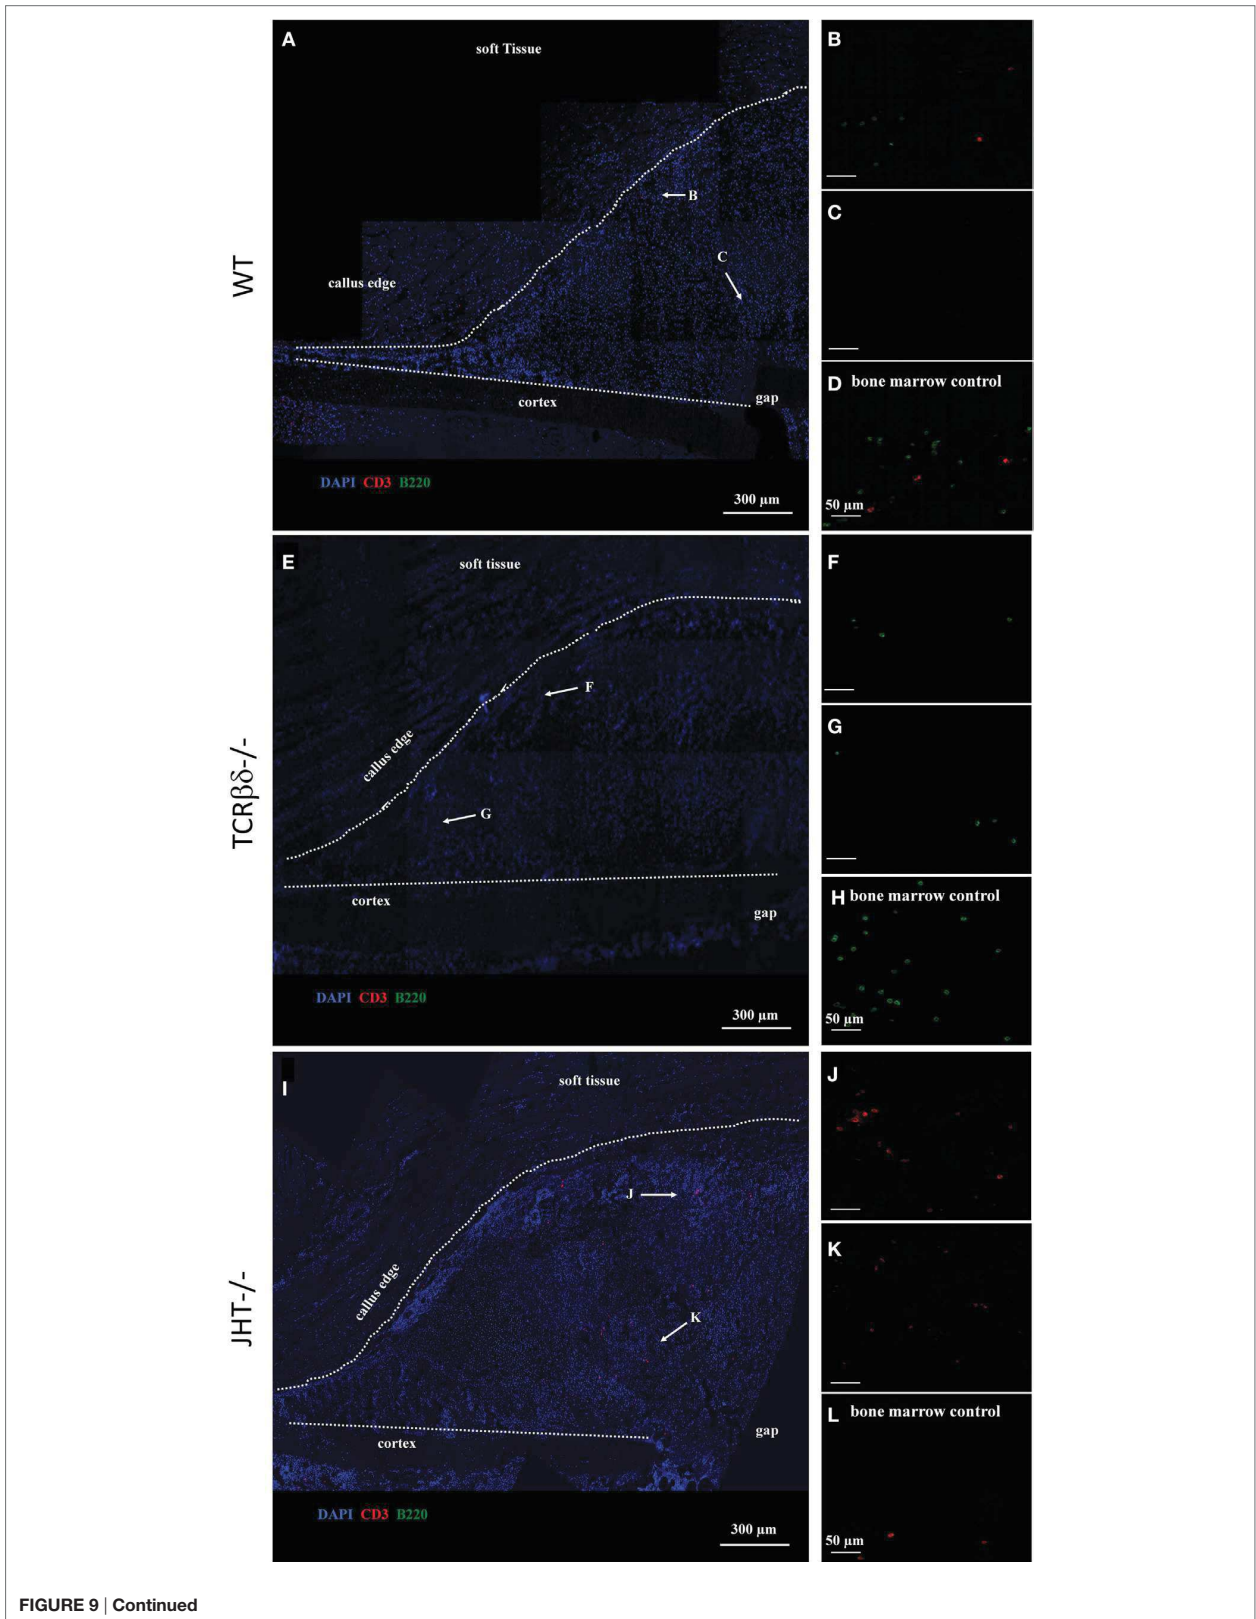 WT
A
soft Tissue
B
C
callus edge
cortex
gap
DAPI CD3 B220
300 µm
B
C
D bone marrow control
50 µm
TCRβδ-/-
E
soft tissue
F
callus edge
G
cortex
gap
DAPI CD3 B220
300 µm
F
G
H bone marrow control
50 µm
JHT-/-
I
soft tissue
J
callus edge
K
cortex
gap
DAPI CD3 B220
300 µm
J
K
L bone marrow control
50 µm
FIGURE 9 | Continued